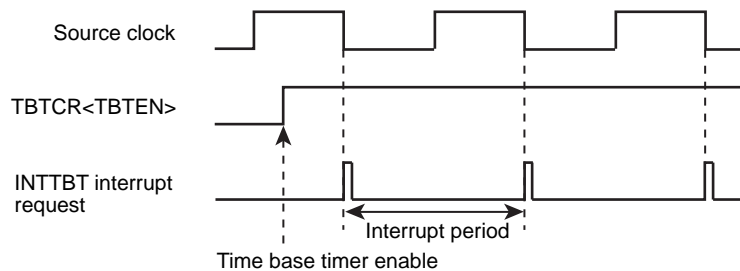 Source clock
TBTCR<TBTEN>
INTTBT interrupt
request
Interrupt period
Time base timer enable